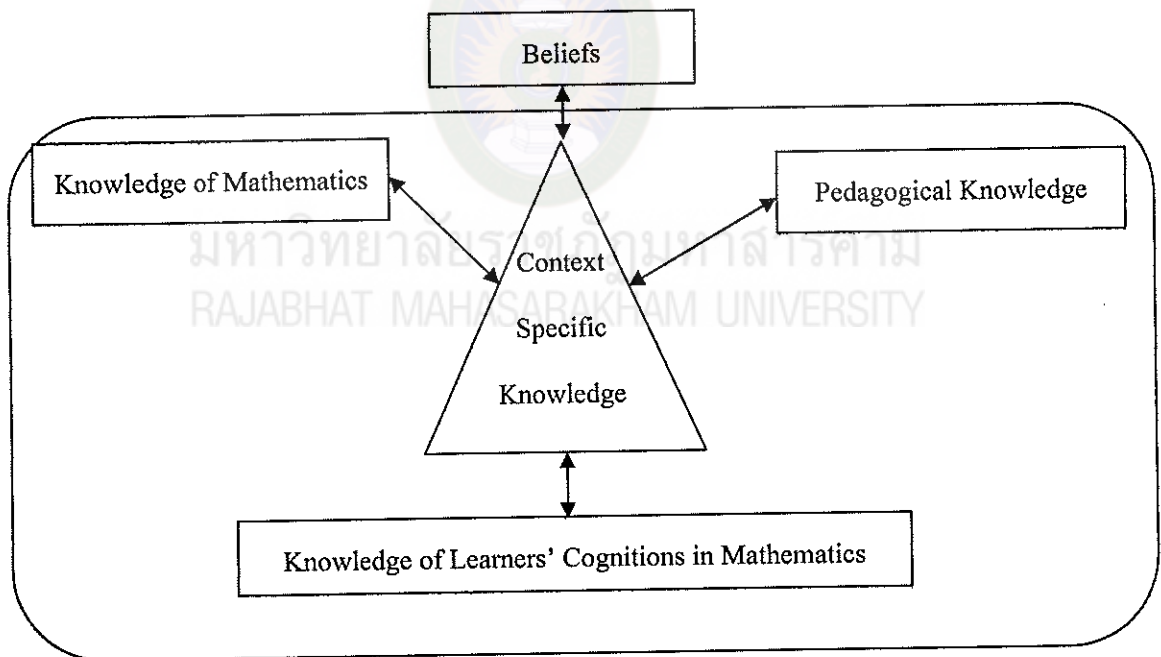 Beliefs
Knowledge of Mathematics
Pedagogical Knowledge
มหาวิทยาลัยราชภัฏมหาสารคาม
RAJABHAT MAHASARAKHAM UNIVERSITY
Context
Specific
Knowledge
Knowledge of Learners’ Cognitions in Mathematics